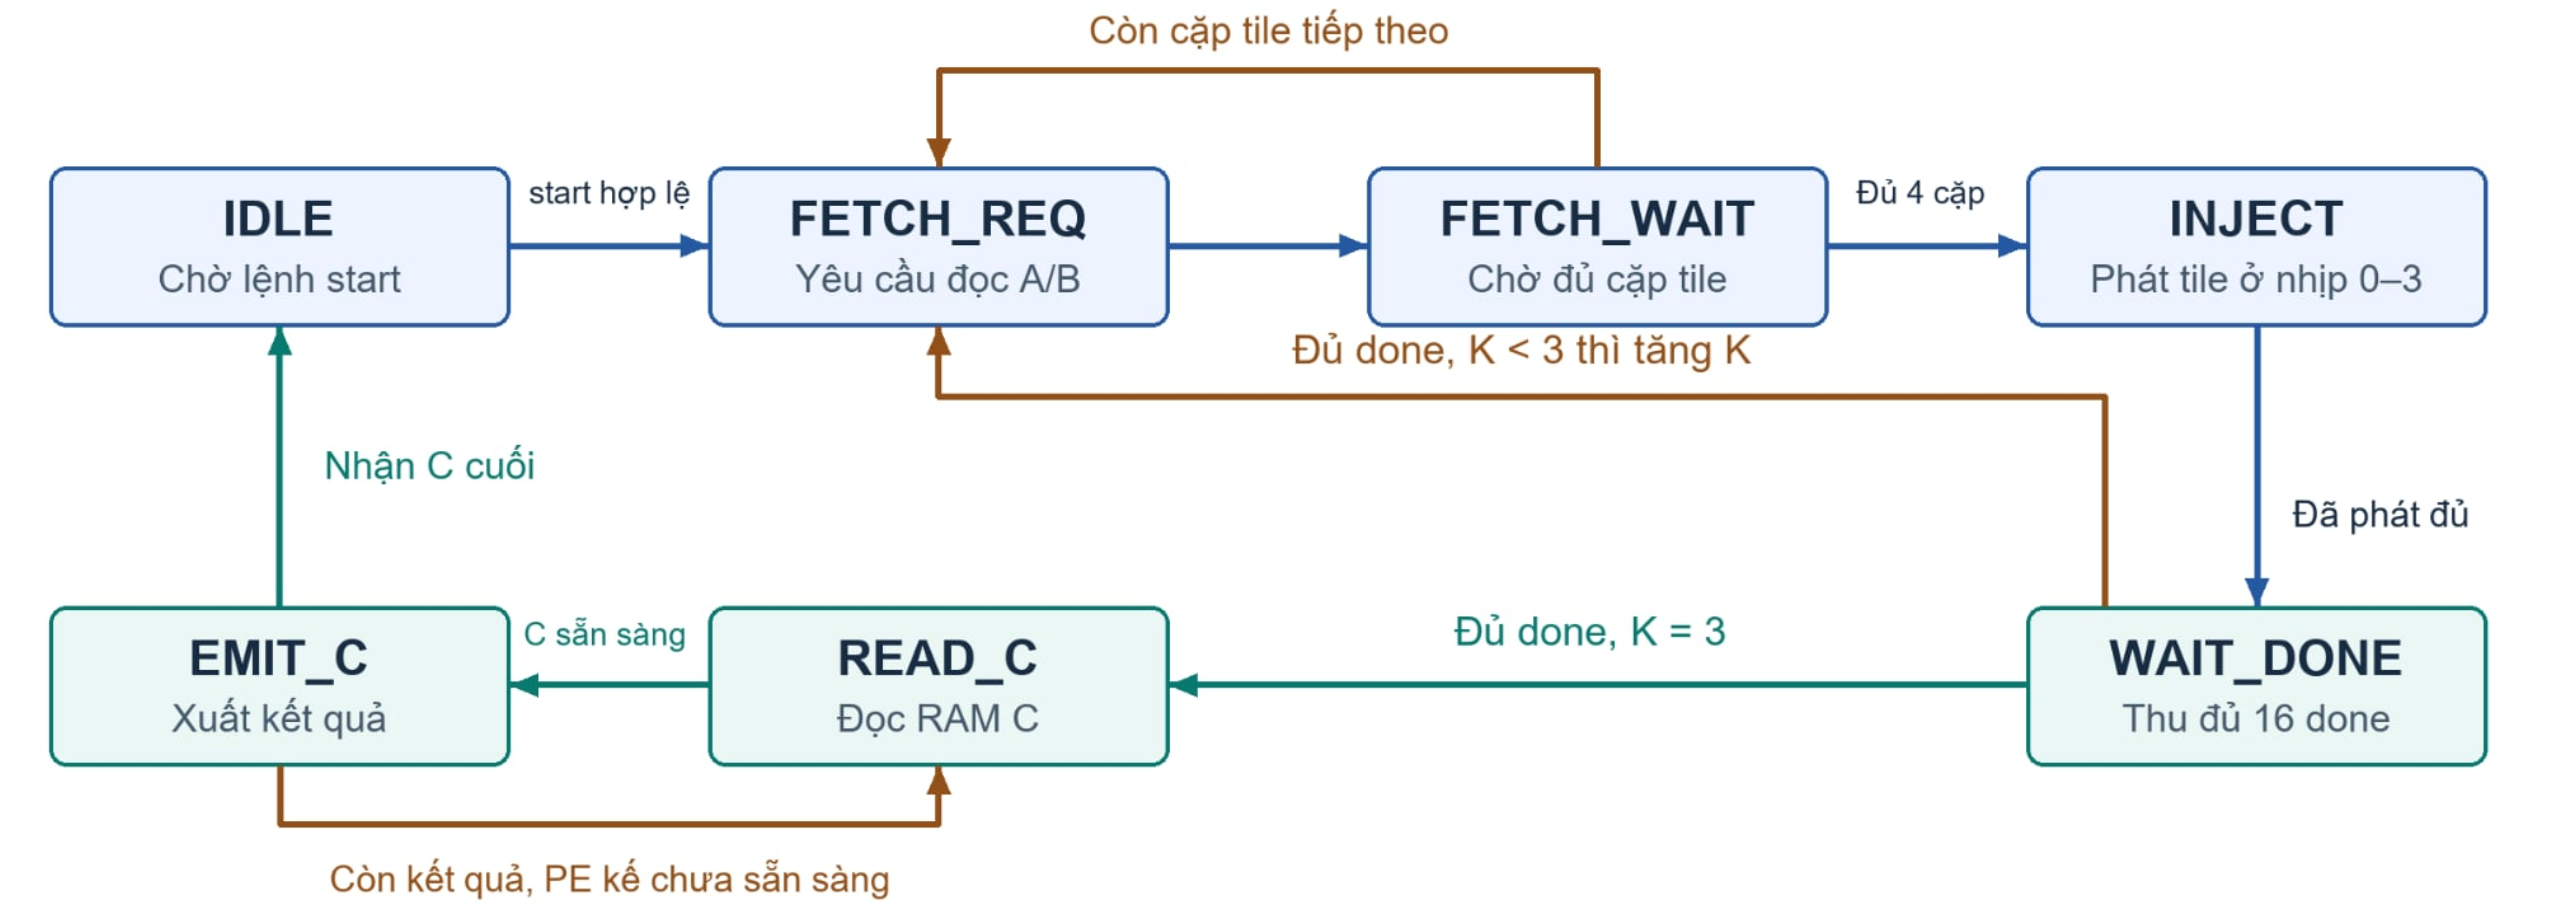 Còn cặp tile tiếp theo
IDLE
Chờ lệnh start
start hợp lệ
FETCH_REQ
Yêu cầu đọc A/B
FETCH_WAIT
Chờ đủ cặp tile
Đủ 4 cặp
INJECT
Phát tile ở nhịp 0–3
Đủ done, K < 3 thì tăng K
Nhận C cuối
Đã phát đủ
EMIT_C
Xuất kết quả
C sẵn sàng
READ_C
Đọc RAM C
Đủ done, K = 3
WAIT_DONE
Thu đủ 16 done
Còn kết quả, PE kế chưa sẵn sàng